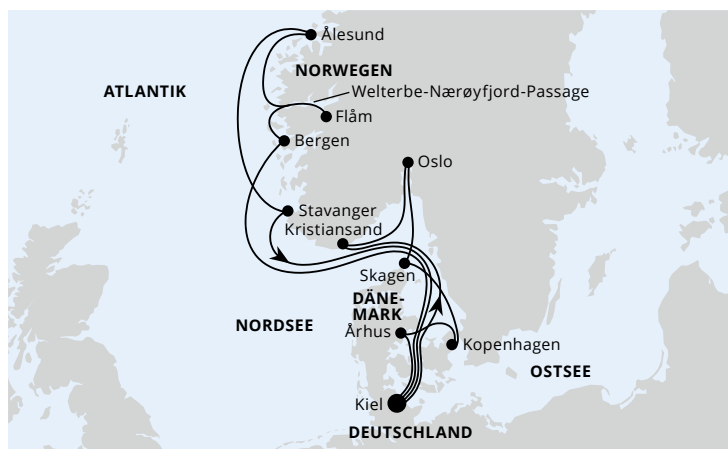 Ålesund
NORWEGEN
ATLANTIK
Welterbe-Nærøyfjord-Passage
Flåm
Bergen
Oslo
Stavanger
Kristiansand
Skagen
DÄNE-
MARK
NORDSEE
Århus
Kopenhagen
OSTSEE
Kiel
DEUTSCHLAND